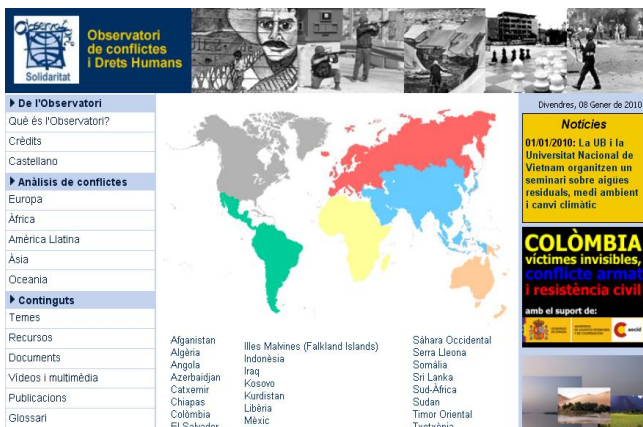 Observatori
de conflictes
i Drets Humans
Solidaritat
De l'Observatori
Què és l'Observatori?
Crèdits
Castellano
Anàlisis de conflictes
Europa
Àfrica
Amèrica Llatina
Àsia
Oceania
Continguts
Temes
Recursos
Documents
Vídeos i multimèdia
Publicacions
Glossari
Afganistan
Algèria
Angola
Azerbaidjan
Catxemir
Chiapas
Colòmbia
El Salvador
Illes Malvines (Falkland Islands)
Indonèsia
Iraq
Kosovo
Kurdistan
Libèria
Mèxic
Sàhara Occidental
Serra Lleona
Somàlia
Sri Lanka
Sud-Àfrica
Sudan
Timor Oriental
Txetxènia
Divendres, 08 Gener de 2010
Notícies
01/01/2010: La UB i la
Universitat Nacional de
Vietnam organitzen un
seminari sobre aigües
residuals, medi ambient
i canvi climàtic
COLÒMBIA
víctimes invisibles,
conflicte armat
i resistència civil
amb el suport de:
aecid